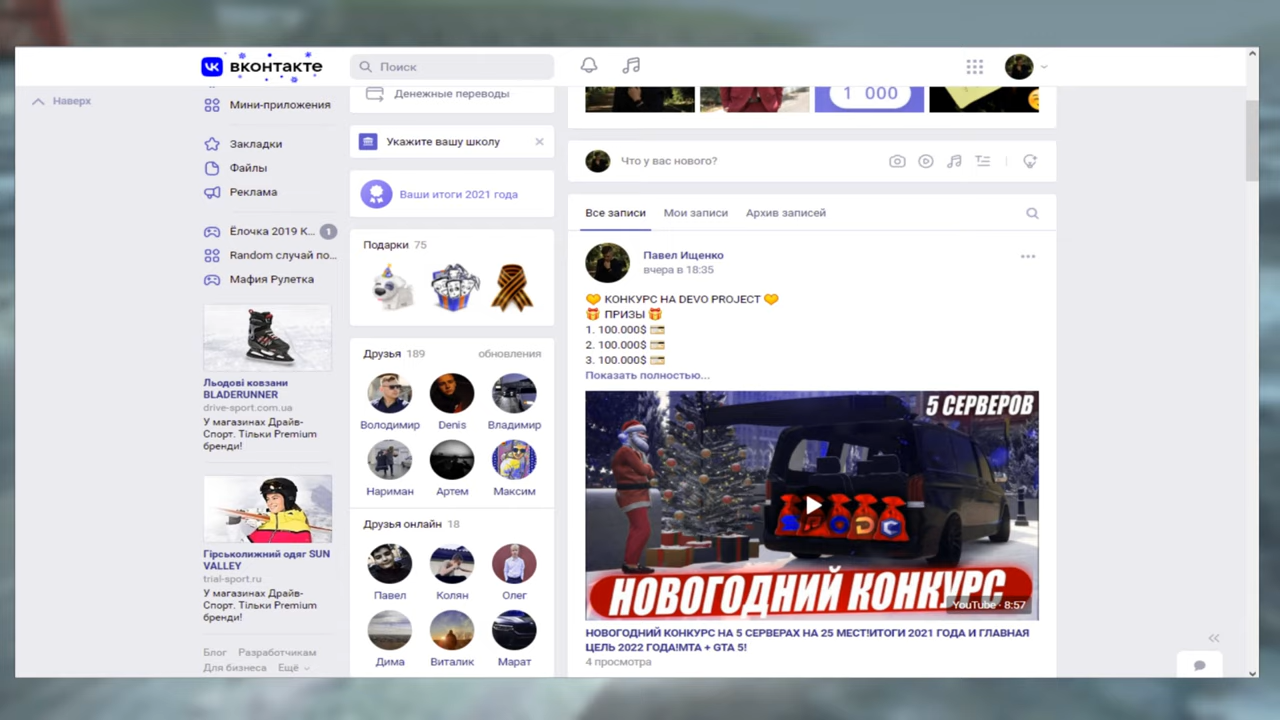 вконтакте
Поиск
Наверх
Мини-приложения
Закладки
Файлы
Реклама
Ёлочка 2019 К...
1
Random случай по...
Мафия Рулетка
Льодові ковзани
BLADERUNNER
drive-sport.com.ua
У магазинах Драйв-
Спорт. Тільки Premium
бренди!
Гірськолижний одяг SUN
VALLEY
trial-sport.ru
У магазинах Драйв-
Спорт. Тільки Premium
бренди!
Блог Разработчикам
Для бизнеса Ещё
Денежные переводы
Укажите вашу школу
Ваши итоги 2021 года
Подарки 75
Друзья 189 обновления
Володимир Denis Владимир
Нариман Артем Максим
Друзья онлайн 18
Павел Колян Олег
Дима Виталик Марат
1 000
Что у вас нового?
Все записи Мои записи Архив записей
Павел Ищенко
вчера в 18:35
КОНКУРС НА DEVO PROJECT
ПРИЗЫ
1. 100.000$
2. 100.000$
3. 100.000$
Показать полностью...
5 СЕРВЕРОВ
НОВОГОДНИЙ КОНКУРС
YouTube · 8:57
НОВОГОДНИЙ КОНКУРС НА 5 СЕРВЕРАХ НА 25 МЕСТ!ИТОГИ 2021 ГОДА И ГЛАВНАЯ
ЦЕЛЬ 2022 ГОДА!MTA + GTA 5!
4 просмотра